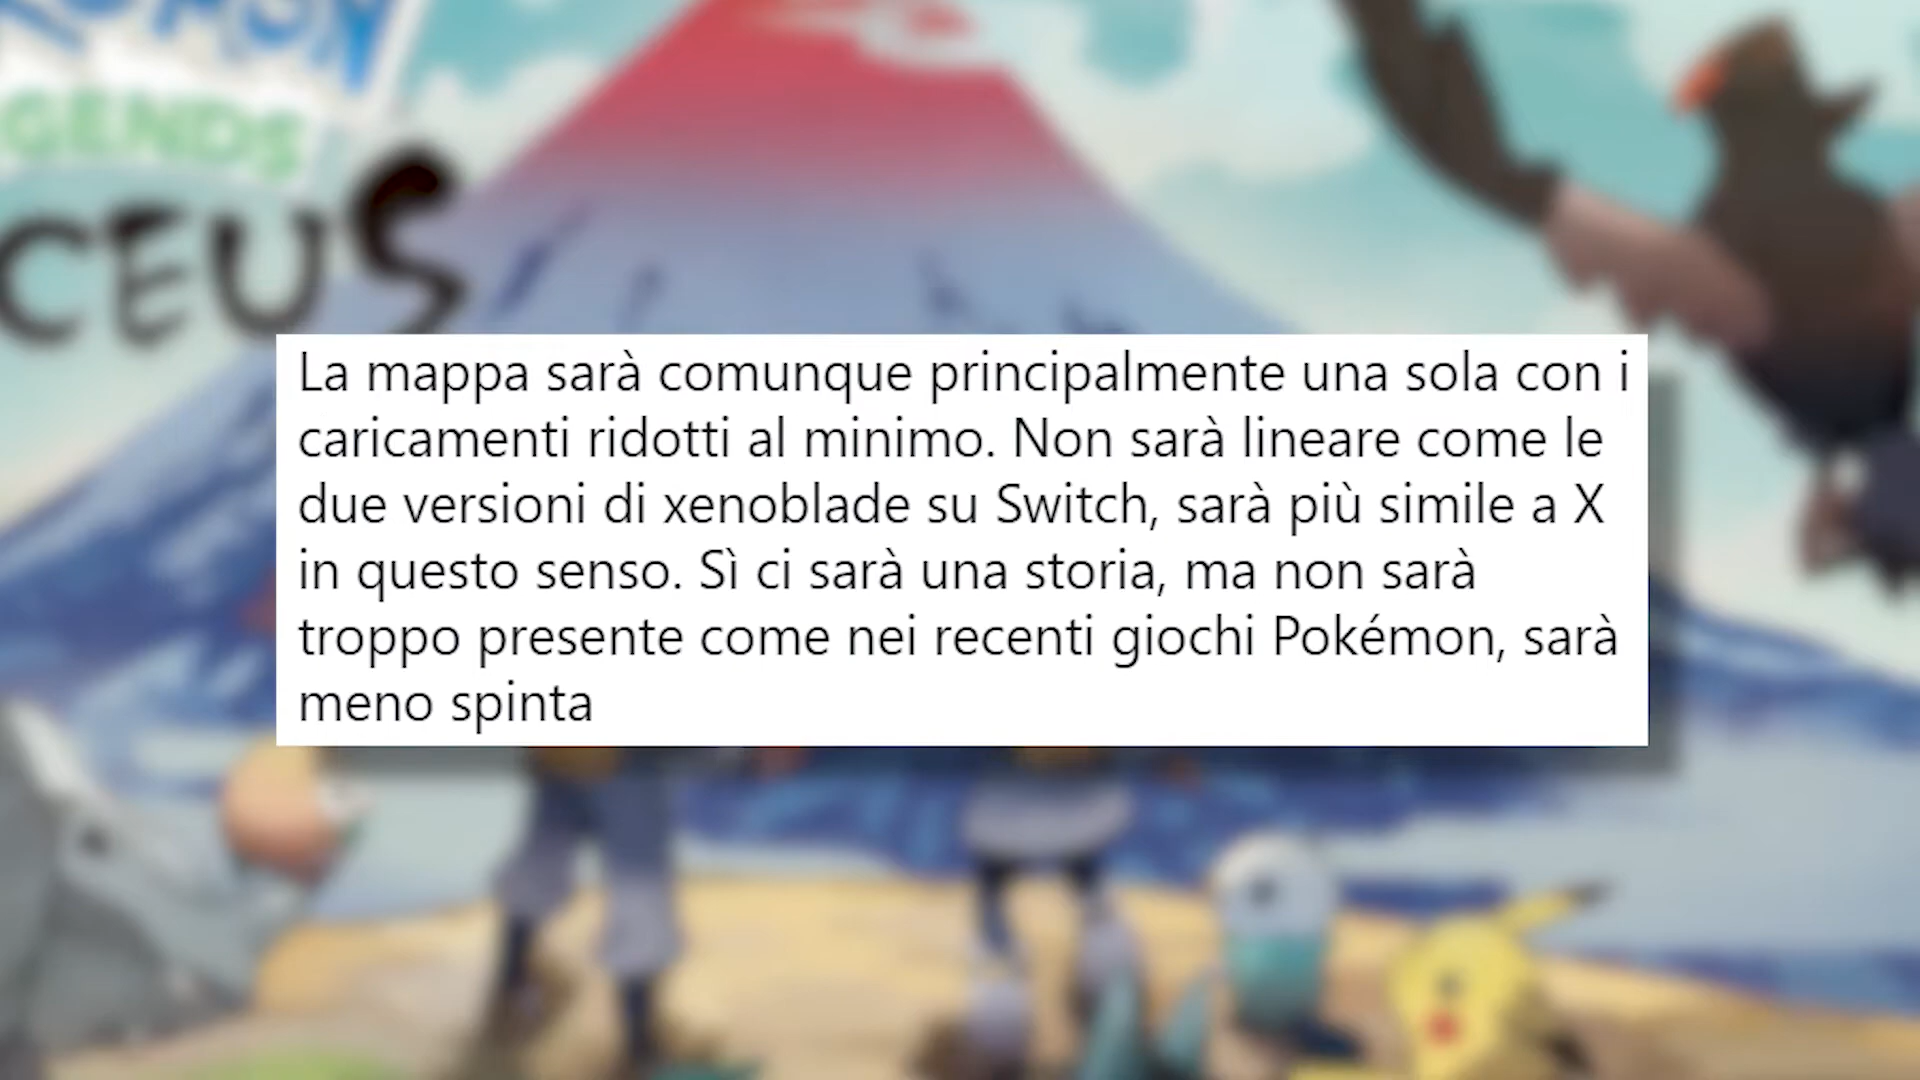 GENDS
CEUS
La mappa sarà comunque principalmente una sola con i
caricamenti ridotti al minimo. Non sarà lineare come le
due versioni di xenoblade su Switch, sarà più simile a X
in questo senso. Sì ci sarà una storia, ma non sarà
troppo presente come nei recenti giochi Pokémon, sarà
meno spinta